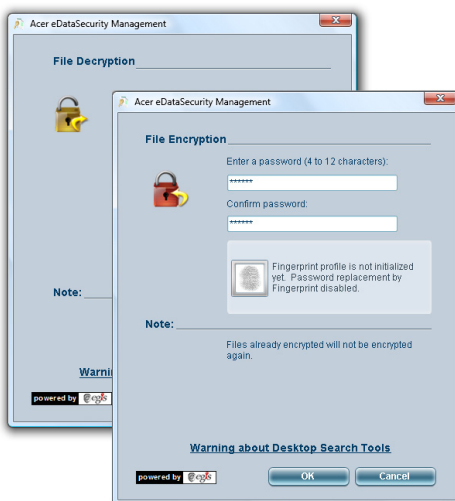 Acer eDataSecurity Management
File Decryption
Note:
Warni
powered by egis
Acer eDataSecurity Management
File Encryption
Enter a password (4 to 12 characters):
******
Confirm password:
******
Fingerprint profile is not initialized
yet. Password replacement by
Fingerprint disabled.
Note:
Files already encrypted will not be encrypted
again.
Warning about Desktop Search Tools
powered by egis
OK
Cancel